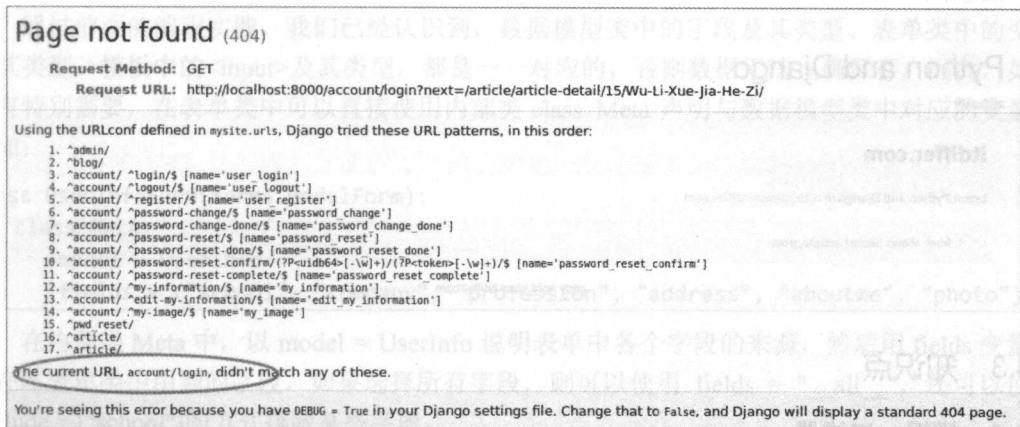 Page not found (404)
Request Method: GET
Request URL: http://localhost:8000/account/login?next=/article/article-detail/15/Wu-Li-Xue-Jia-He-Zi/
Using the URLconf defined in mysite.urls, Django tried these URL patterns, in this order:
1. ^admin/
2. ^blog/
3. ^account/ ^login/$ [name='user_login']
4. ^account/ ^logout/$ [name='user_logout']
5. ^account/ ^register/$ [name='user_register']
6. ^account/ ^password-change/$ [name='password_change']
7. ^account/ ^password-change-done/$ [name='password_change_done']
8. ^account/ ^password-reset/$ [name='password_reset']
9. ^account/ ^password-reset-done/$ [name='password_reset_done']
10. ^account/ ^password-reset-confirm/(?P<uidb64>[-\w]+)/(?P<token>[-\w]+)/$ [name='password_reset_confirm']
11. ^account/ ^password-reset-complete/$ [name='password_reset_complete']
12. ^account/ ^my-information/$ [name='my_information']
13. ^account/ ^edit-my-information/$ [name='edit_my_information']
14. ^account/ ^my-image/$ [name='my_image']
15. ^pwd_reset/
16. ^article/
17. ^article/
The current URL, account/login, didn't match any of these.
You're seeing this error because you have DEBUG = True in your Django settings file. Change that to False, and Django will display a standard 404 page.